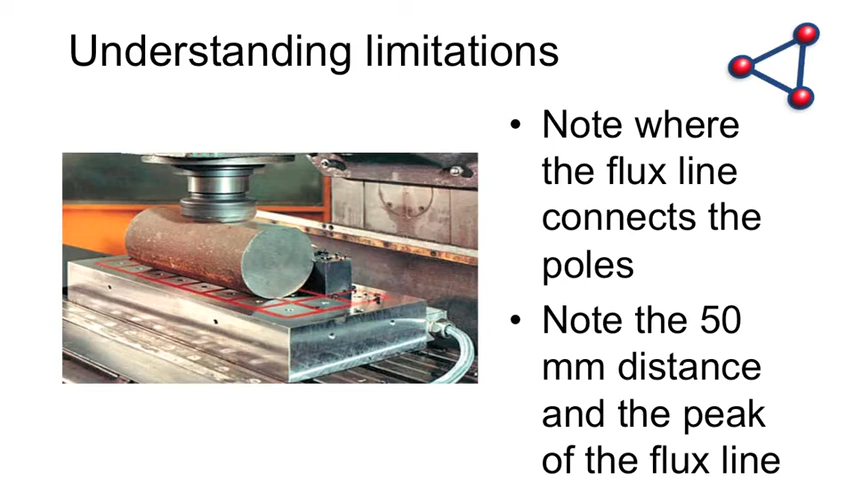 Understanding limitations
• Note where
the flux line
connects the
poles
• Note the 50
mm distance
and the peak
of the flux line